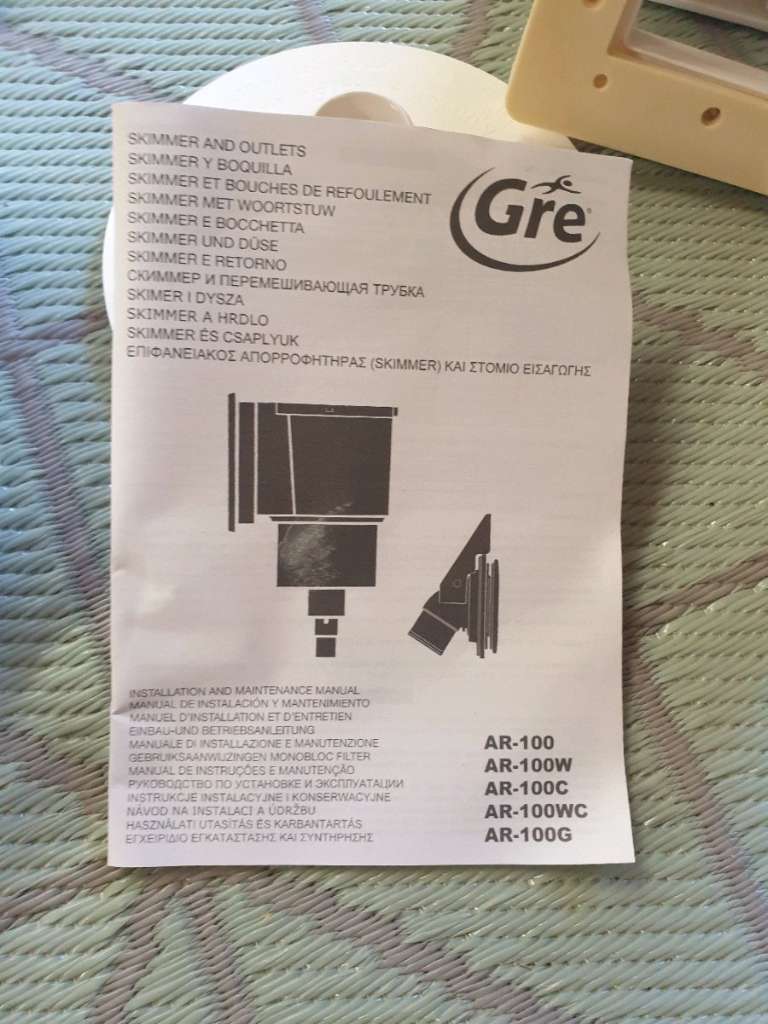 SKIMMER AND OUTLETS
SKIMMER Y BOQUILLA
SKIMMER ET BOUCHES DE REFOULEMENT
SKIMMER MET WOORTSTUW
SKIMMER E BOCCHETTA
SKIMMER UND DÜSE
SKIMMER E RETORNO
СКИММЕР И ПЕРЕМЕШИВАЮЩАЯ ТРУБКА
SKIMER I DYSZA
SKIMMER A HRDLO
SKIMMER ÉS CSAPLYUK
ΕΠΙΦΑΝΕΙΑΚΟΣ ΑΠΟΡΡΟΦΗΤΗΡΑΣ (SKIMMER) ΚΑΙ ΣΤΟΜΙΟ ΕΙΣΑΓΩΓΗΣ
Gre®
INSTALLATION AND MAINTENANCE MANUAL
MANUAL DE INSTALACIÓN Y MANTENIMIENTO
MANUEL D'INSTALLATION ET D'ENTRETIEN
EINBAU-UND BETRIEBSANLEITUNG
MANUALE DI INSTALLAZIONE E MANUTENZIONE
GEBRUIKSAANWIJZINGEN MONOBLOC FILTER
MANUAL DE INSTRUÇÕES E MANUTENÇÃO
РУКОВОДСТВО ПО УСТАНОВКЕ И ЭКСПЛУАТАЦИИ
INSTRUKCJE INSTALACYJNE I KONSERWACYJNE
NÁVOD NA INSTALACI A ÚDRŽBU
HASZNÁLATI UTASÍTÁS ÉS KARBANTARTÁS
ΕΓΧΕΙΡΙΔΙΟ ΕΓΚΑΤΑΣΤΑΣΗΣ ΚΑΙ ΣΥΝΤΗΡΗΣΗΣ
AR-100
AR-100W
AR-100C
AR-100WC
AR-100G